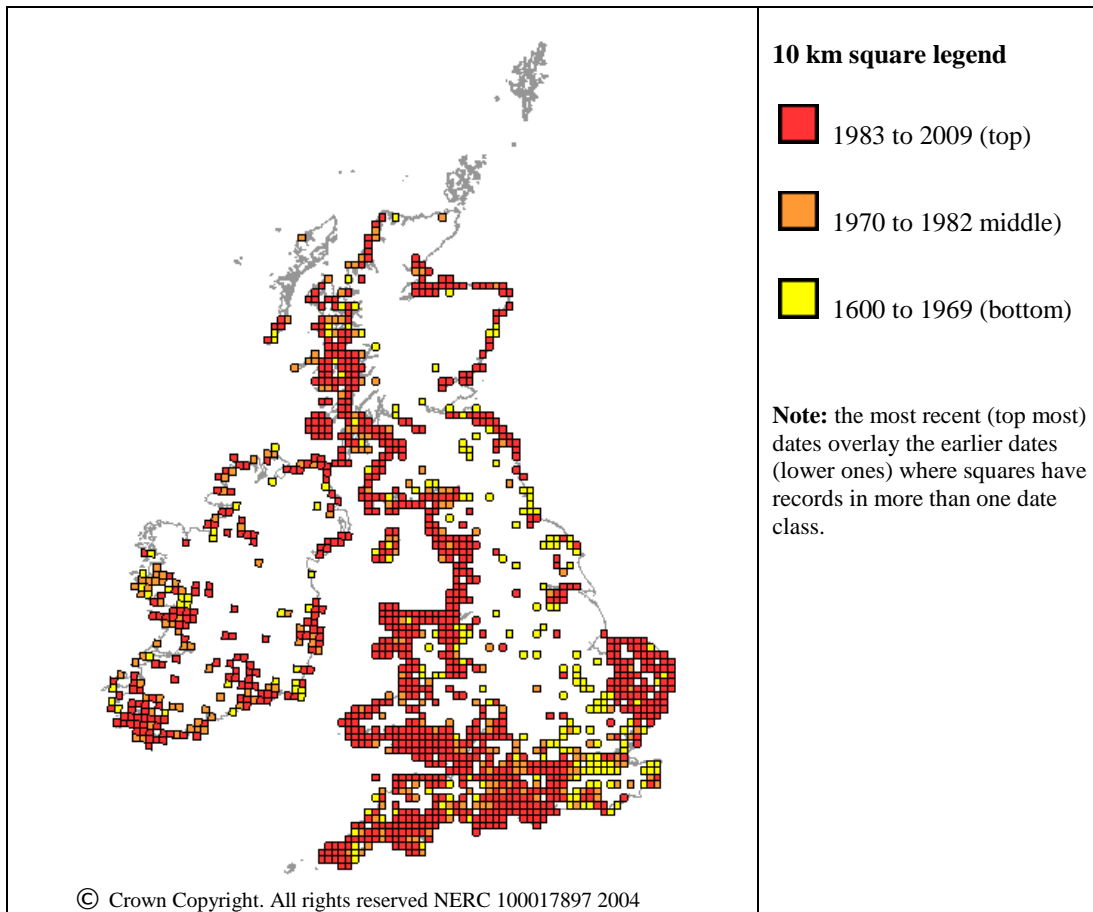 10 km square legend
1983 to 2009 (top)
1970 to 1982 middle)
1600 to 1969 (bottom)
Note: the most recent (top most)
dates overlay the earlier dates
(lower ones) where squares have
records in more than one date
class.
© Crown Copyright. All rights reserved NERC 100017897 2004